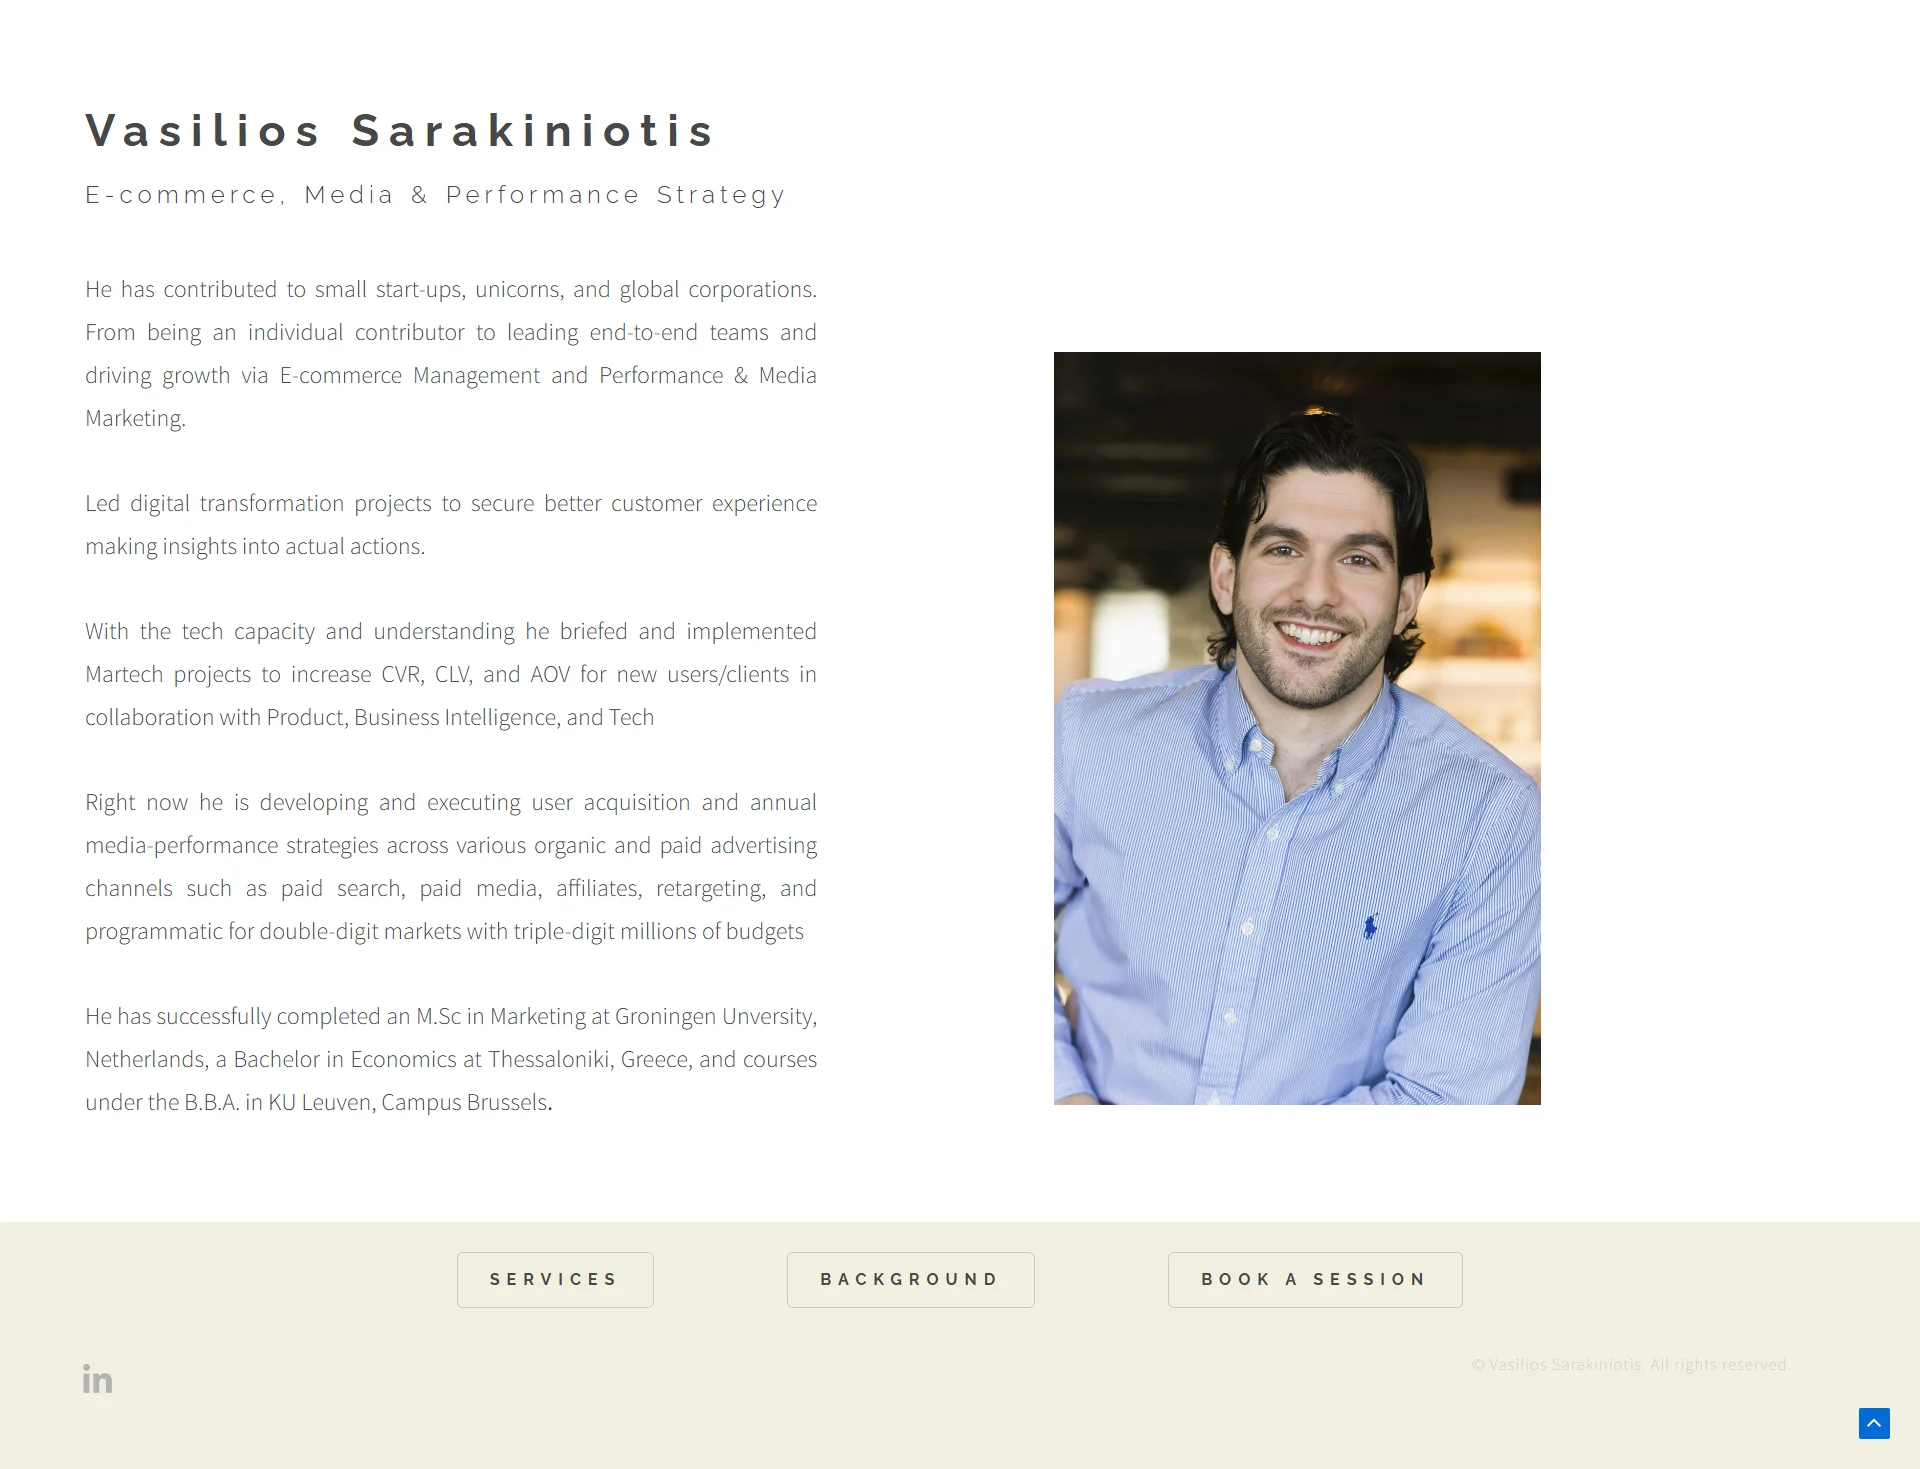 Vasilios Sarakiniotis
E-commerce, Media & Performance Strategy
He has contributed to small start-ups, unicorns, and global corporations.
From being an individual contributor to leading end-to-end teams and
driving growth via E-commerce Management and Performance & Media
Marketing.
Led digital transformation projects to secure better customer experience
making insights into actual actions.
With the tech capacity and understanding he briefed and implemented
Martech projects to increase CVR, CLV, and AOV for new users/clients in
collaboration with Product, Business Intelligence, and Tech
Right now he is developing and executing user acquisition and annual
media-performance strategies across various organic and paid advertising
channels such as paid search, paid media, affiliates, retargeting, and
programmatic for double-digit markets with triple-digit millions of budgets
He has successfully completed an M.Sc in Marketing at Groningen Unversity,
Netherlands, a Bachelor in Economics at Thessaloniki, Greece, and courses
under the B.B.A. in KU Leuven, Campus Brussels.
SERVICES
BACKGROUND
BOOK A SESSION
in
© Vasilios Sarakiniotis. All rights reserved.